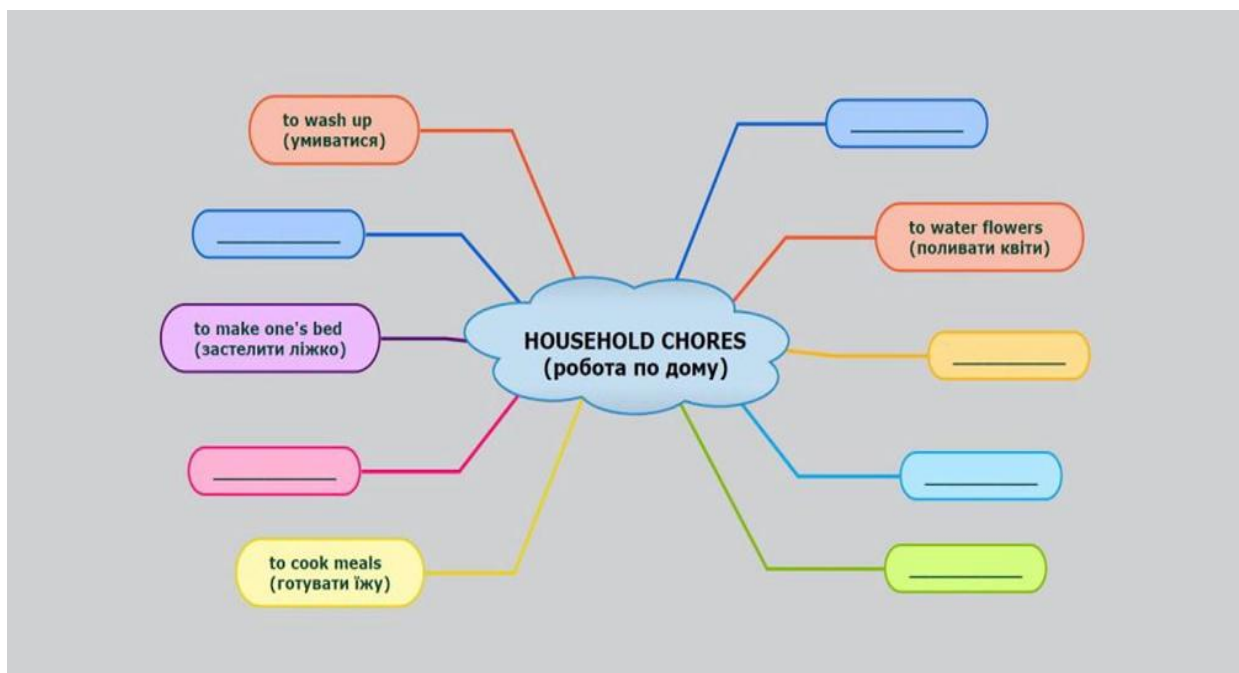 to wash up
(умиватися)
to make one's bed
(застелити ліжко)
to cook meals
(готувати їжу)
HOUSEHOLD CHORES
(робота по дому)
to water flowers
(поливати квіти)